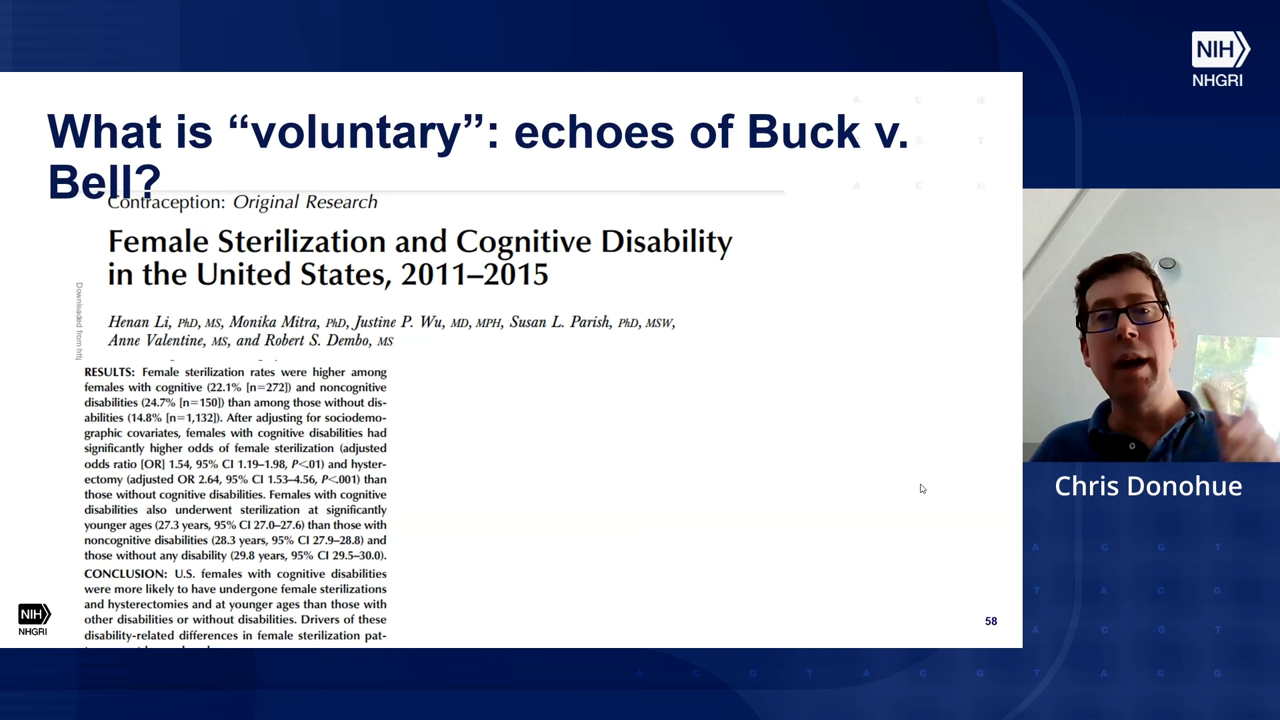 NIH
NHGRI
What is “voluntary”: echoes of Buck v.
Bell?
Contraception: Original Research
Female Sterilization and Cognitive Disability
in the United States, 2011–2015
Downloaded from
Henan Li, PhD, MS, Monika Mitra, PhD, Justine P. Wu, MD, MPH, Susan L. Parish, PhD, MSW,
Anne Valentine, MS, and Robert S. Dembo, MS
RESULTS: Female sterilization rates were higher among
females with cognitive (22.1% [n=272]) and noncognitive
disabilities (24.7% [n=150]) than among those without dis-
abilities (14.8% [n=1,132]). After adjusting for sociodemo-
graphic covariates, females with cognitive disabilities had
significantly higher odds of female sterilization (adjusted
odds ratio [OR] 1.54, 95% CI 1.19–1.98, P<.01) and hyster-
ectomy (adjusted OR 2.64, 95% CI 1.53–4.56, P<.001) than
those without cognitive disabilities. Females with cognitive
disabilities also underwent sterilization at significantly
younger ages (27.3 years, 95% CI 27.0–27.6) than those with
noncognitive disabilities (28.3 years, 95% CI 27.9–28.8) and
those without any disability (29.8 years, 95% CI 29.5–30.0).
CONCLUSION: U.S. females with cognitive disabilities
were more likely to have undergone female sterilizations
and hysterectomies and at younger ages than those with
other disabilities or without disabilities. Drivers of these
disability-related differences in female sterilization pat-
NIH
NHGRI
58
Chris Donohue
A C G T
A C G T
A C G T
A C G T A C G T